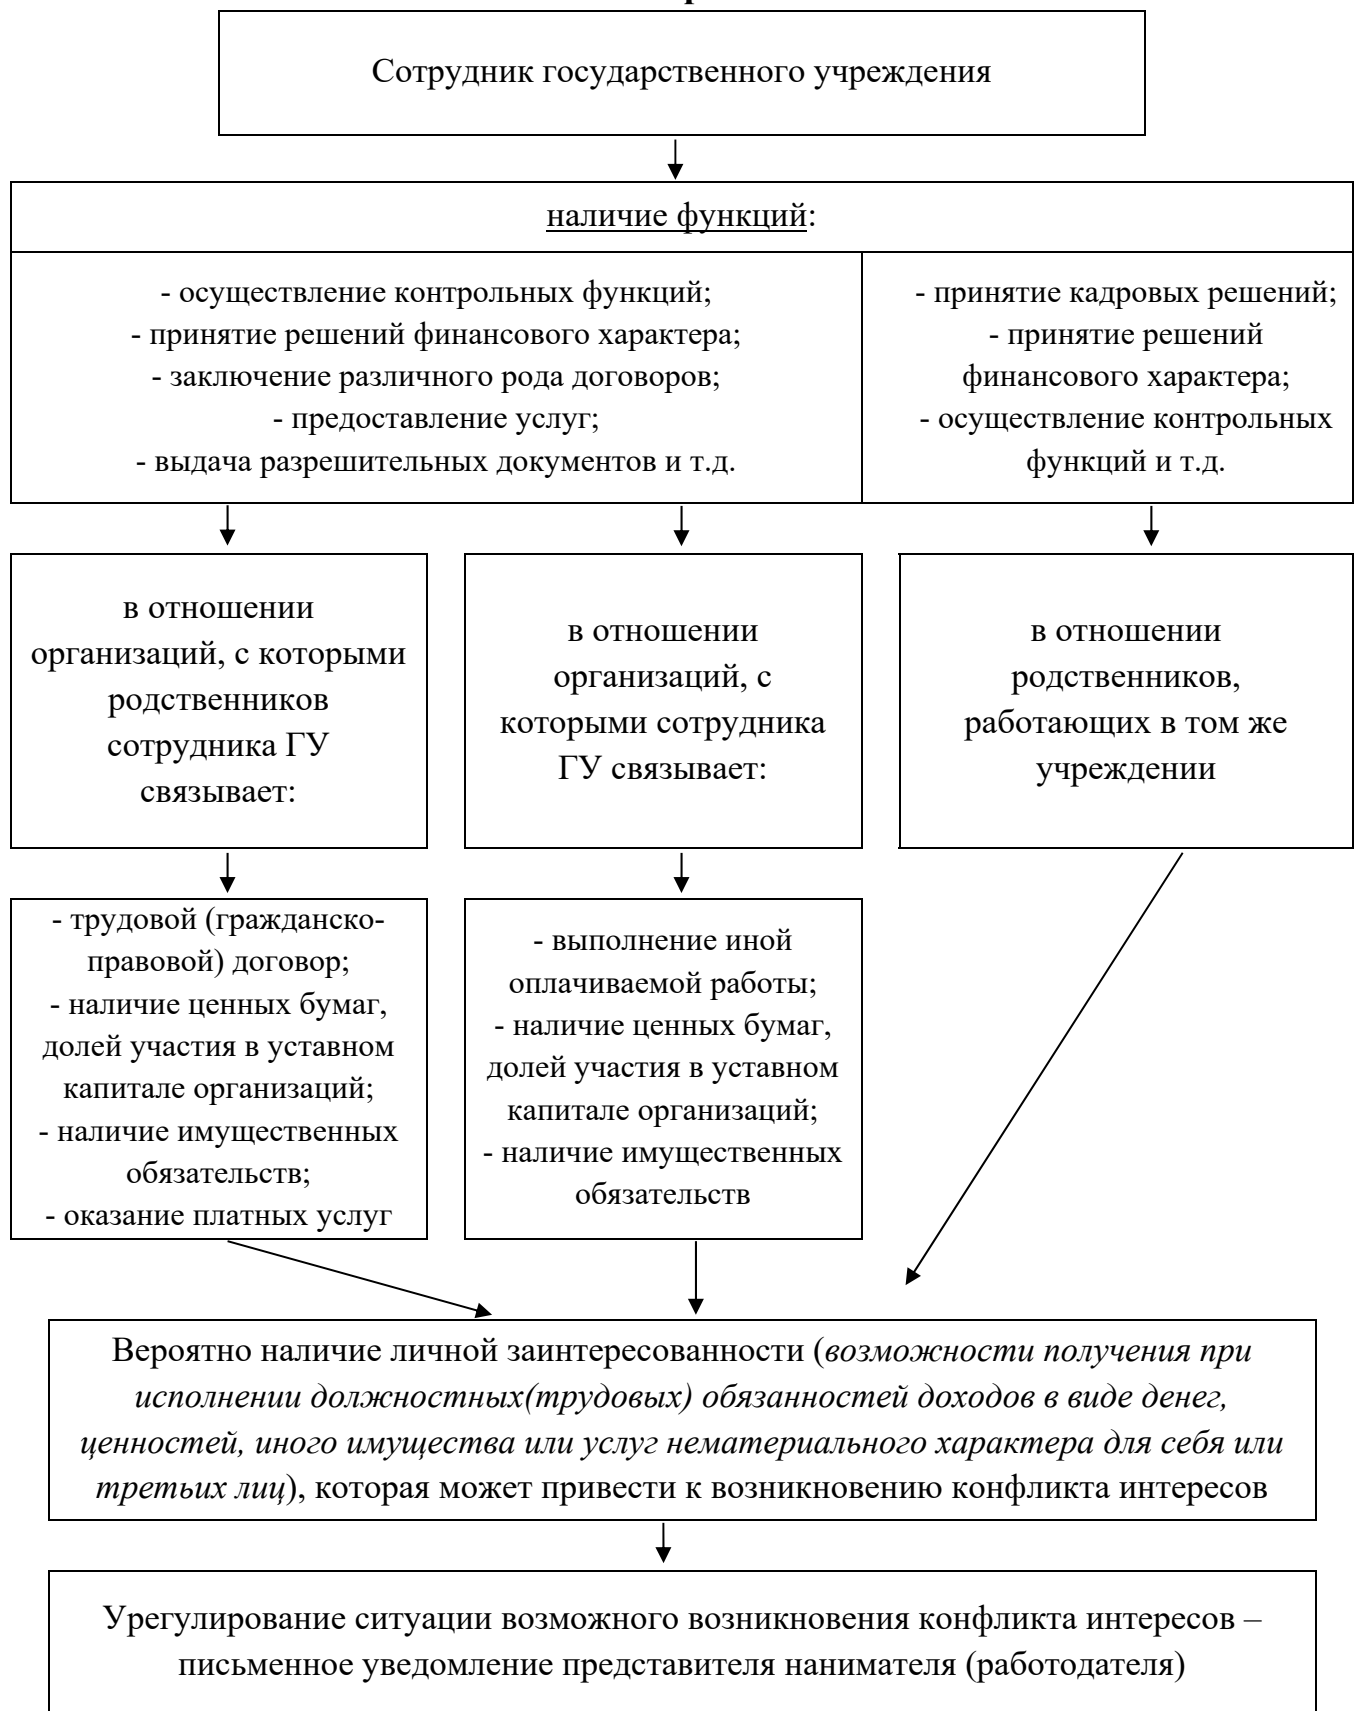 Сотрудник государственного учреждения
наличие функций:
- осуществление контрольных функций;
- принятие решений финансового характера;
- заключение различного рода договоров;
- предоставление услуг;
- выдача разрешительных документов и т.д.
- принятие кадровых решений;
- принятие решений
финансового характера;
- осуществление контрольных
функций и т.д.
в отношении
организаций, с которыми
родственников
сотрудника ГУ
связывает:
в отношении
организаций, с
которыми сотрудника
ГУ связывает:
в отношении
родственников,
работающих в том же
учреждении
- трудовой (гражданско-
правовой) договор;
- наличие ценных бумаг,
долей участия в уставном
капитале организаций;
- наличие имущественных
обязательств;
- оказание платных услуг
- выполнение иной
оплачиваемой работы;
- наличие ценных бумаг,
долей участия в уставном
капитале организаций;
- наличие имущественных
обязательств
Вероятно наличие личной заинтересованности (возможности получения при
исполнении должностных(трудовых) обязанностей доходов в виде денег,
ценностей, иного имущества или услуг нематериального характера для себя или
третьих лиц), которая может привести к возникновению конфликта интересов
Урегулирование ситуации возможного возникновения конфликта интересов –
письменное уведомление представителя нанимателя (работодателя)